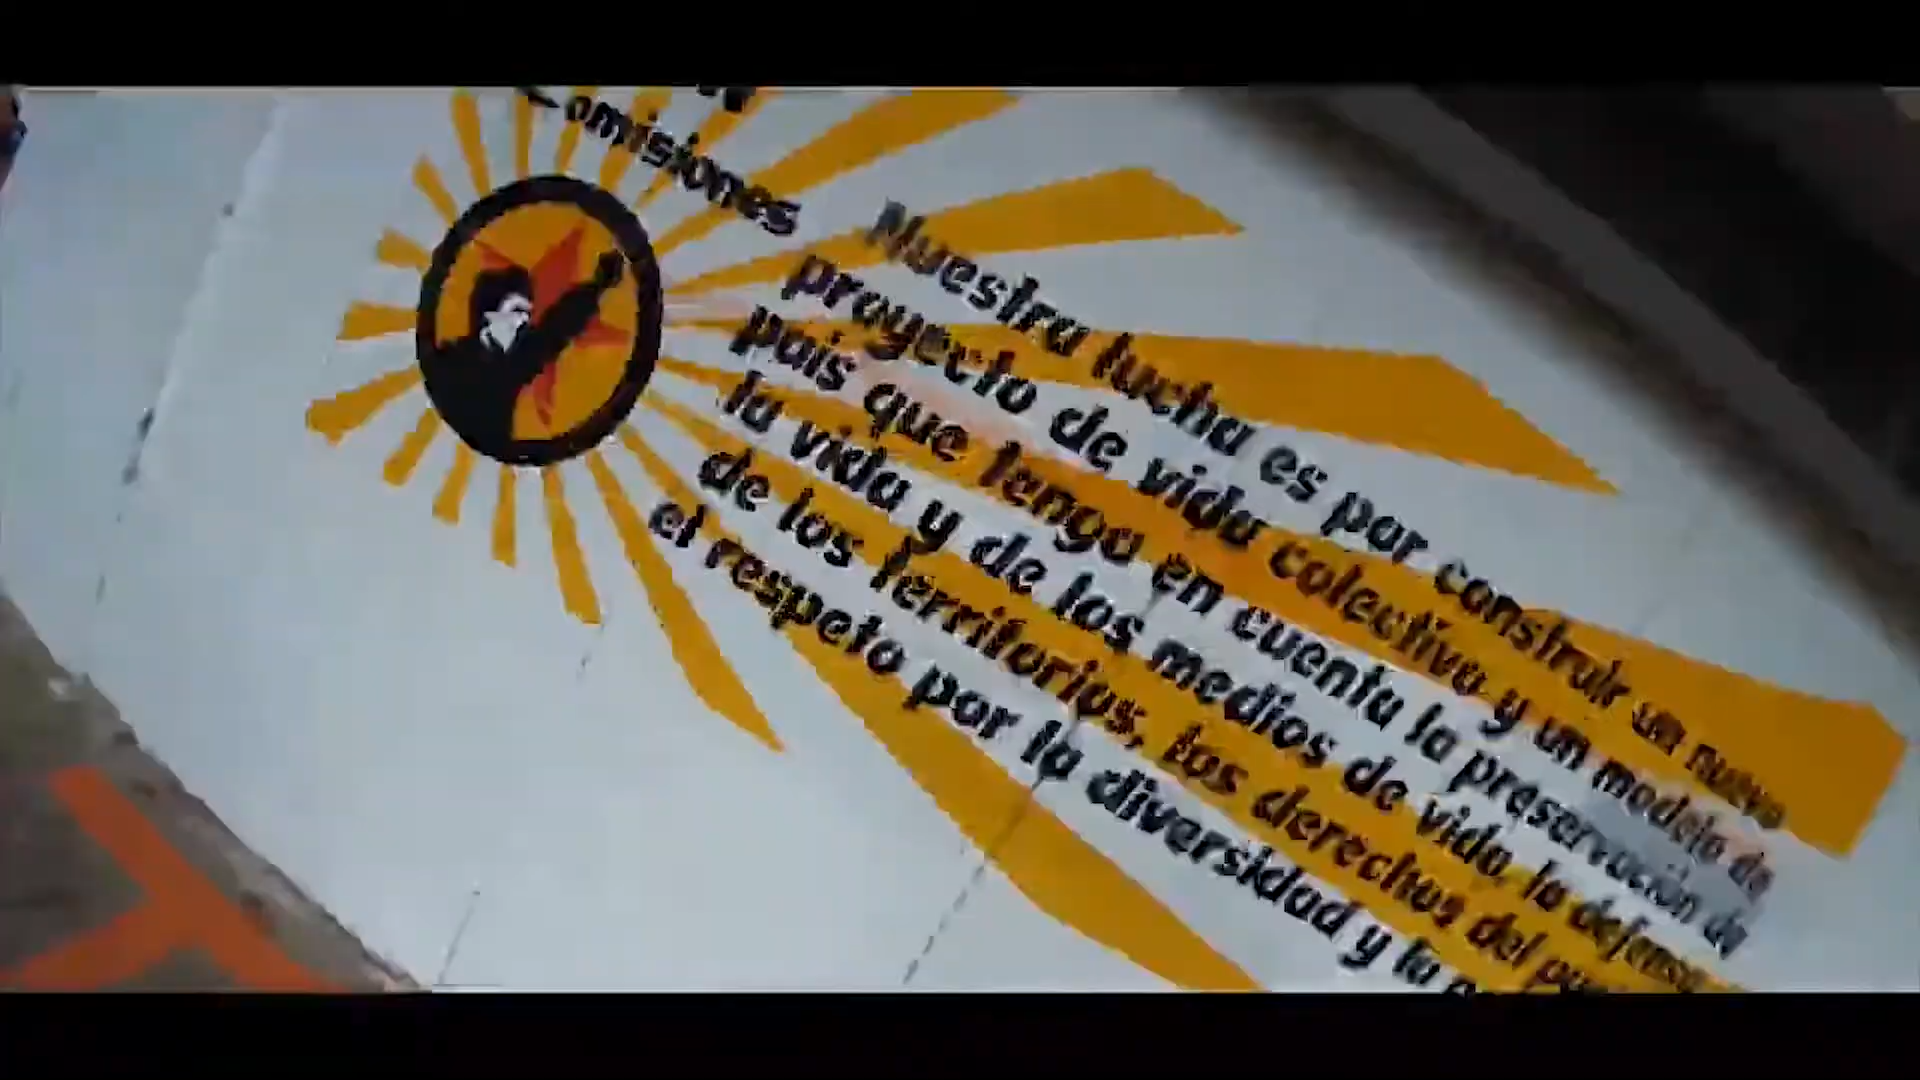 Comisiones
Nuestra lucha es por construir un nuevo
proyecto de vida colectivo y un modelo de
país que tenga en cuenta la preservación de
la vida y de los medios de vida, la defensa
de los territorios, los derechos del
el respeto por la diversidad y la